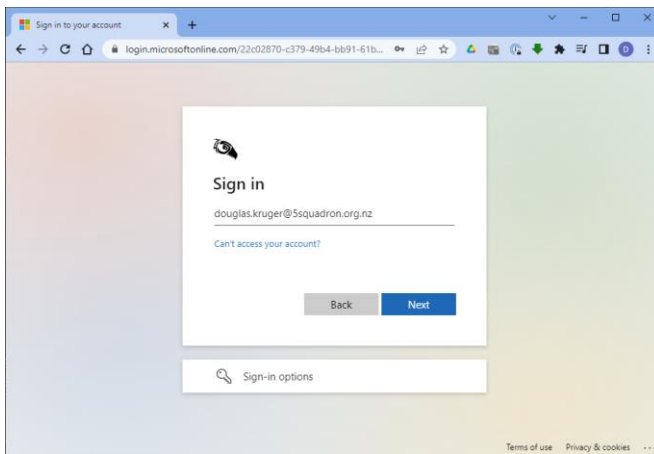 Sign in to your account
login.microsoftonline.com/22c02870-c379-49b4-bb91-61b...
D
Sign in
douglas.kruger@5squadron.org.nz
Can't access your account?
Back Next
Sign-in options
Terms of use Privacy & cookies ...